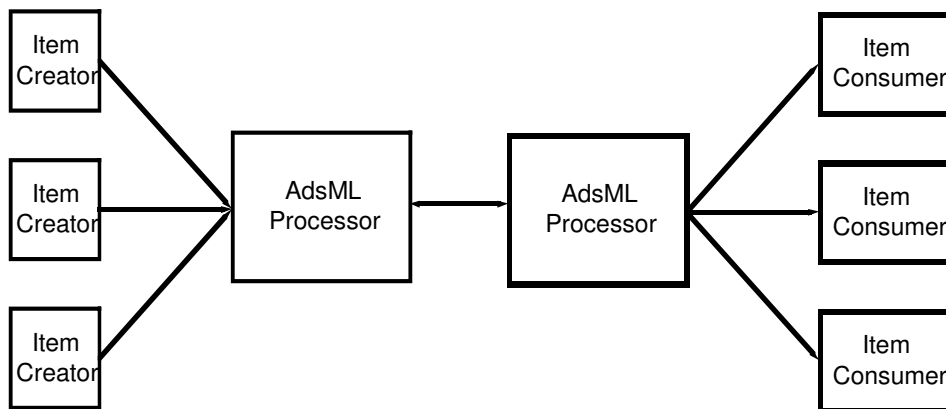 Item
Creator
Item
Creator
Item
Creator
AdsML
Processor
AdsML
Processor
Item
Consumer
Item
Consumer
Item
Consumer